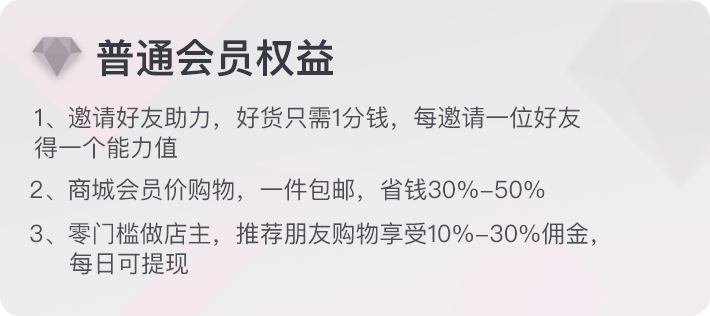 普通会员权益
1、邀请好友助力，好货只需1分钱，每邀请一位好友
得一个能力值
2、商城会员价购物，一件包邮，省钱30%-50%
3、零门槛做店主，推荐朋友购物享受10%-30%佣金，
每日可提现